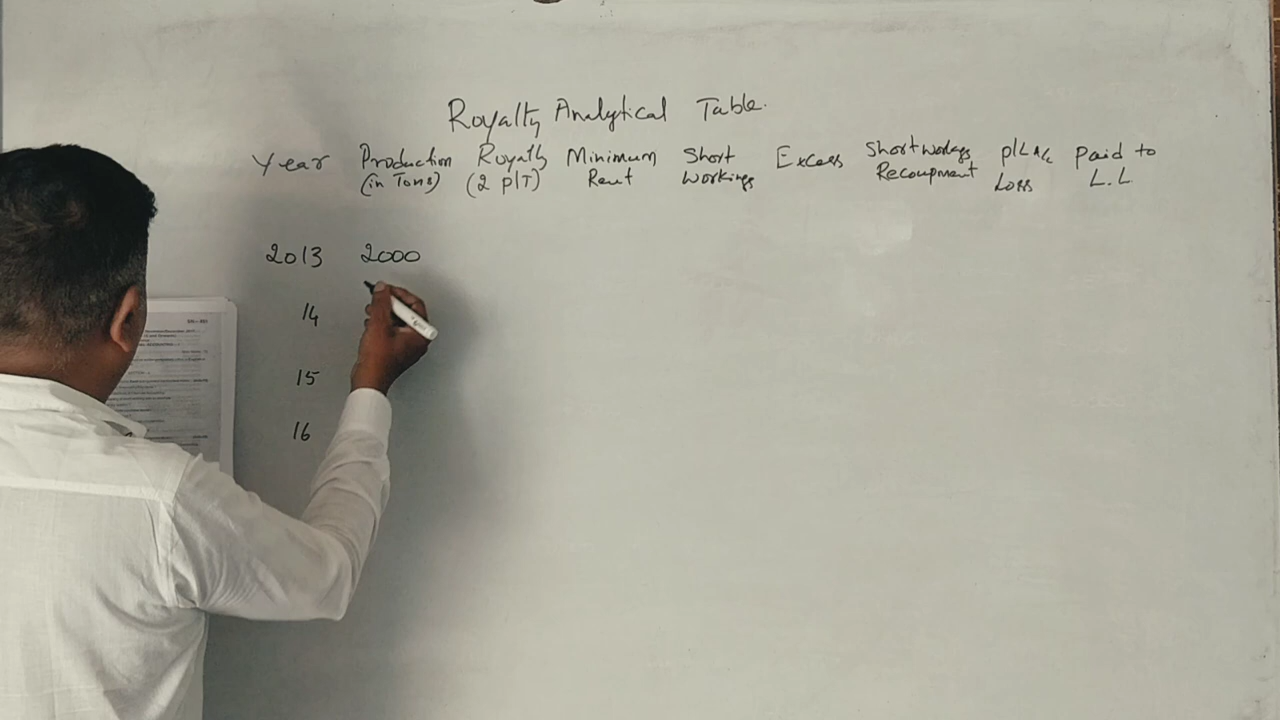 Royalty Analytical Table.
Year Production Royalty Minimum Short Excess Shortworkings P/L A/c Paid to
(in Tons) (2 P/T) Rent Workings Recoupment Loss L.L
2013 2000
14
15
16